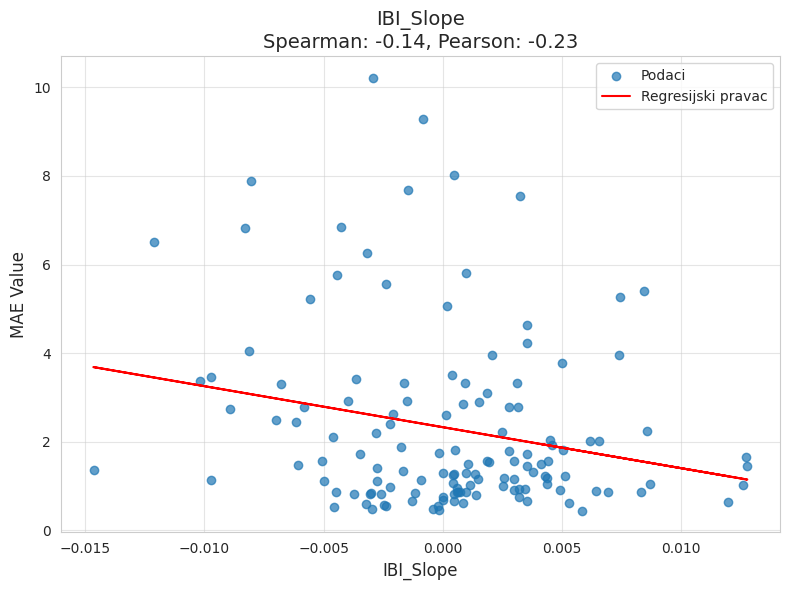 IBI_Slope
Spearman: -0.14, Pearson: -0.23
Podaci
Regresijski pravac
MAE Value
10
8
6
4
2
0
−0.015 −0.010 −0.005 0.000 0.005 0.010
IBI_Slope